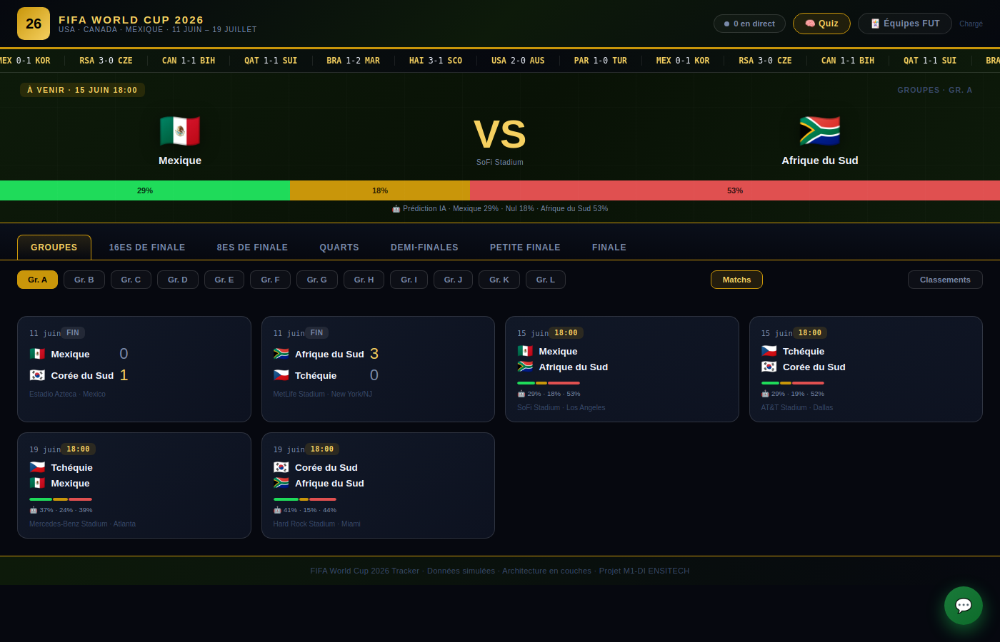 26
FIFA WORLD CUP 2026
USA · CANADA · MEXIQUE · 11 JUIN – 19 JUILLET
0 en direct
Quiz
Équipes FUT
Chargé
MEX 0-1 KOR RSA 3-0 CZE CAN 1-1 BIH QAT 1-1 SUI BRA 1-2 MAR HAI 3-1 SCO USA 2-0 AUS PAR 1-0 TUR MEX 0-1 KOR RSA 3-0 CZE CAN 1-1 BIH QAT 1-1 SUI BRA
À VENIR · 15 JUIN 18:00
GROUPES · GR. A
VS
SoFi Stadium
Mexique
Afrique du Sud
29% 18% 53%
Prédiction IA · Mexique 29% · Nul 18% · Afrique du Sud 53%
GROUPES 16ES DE FINALE 8ES DE FINALE QUARTS DEMI-FINALES PETITE FINALE FINALE
Gr. A Gr. B Gr. C Gr. D Gr. E Gr. F Gr. G Gr. H Gr. I Gr. J Gr. K Gr. L Matchs Classements
11 juin FIN
Mexique 0
Corée du Sud 1
Estadio Azteca · Mexico
11 juin FIN
Afrique du Sud 3
Tchéquie 0
MetLife Stadium · New York/NJ
15 juin 18:00
Mexique
Afrique du Sud
29% · 18% · 53%
SoFi Stadium · Los Angeles
15 juin 18:00
Tchéquie
Corée du Sud
29% · 19% · 52%
AT&T Stadium · Dallas
19 juin 18:00
Tchéquie
Mexique
37% · 24% · 39%
Mercedes-Benz Stadium · Atlanta
19 juin 18:00
Corée du Sud
Afrique du Sud
41% · 15% · 44%
Hard Rock Stadium · Miami
FIFA World Cup 2026 Tracker · Données simulées · Architecture en couches · Projet M1-DI ENSITECH